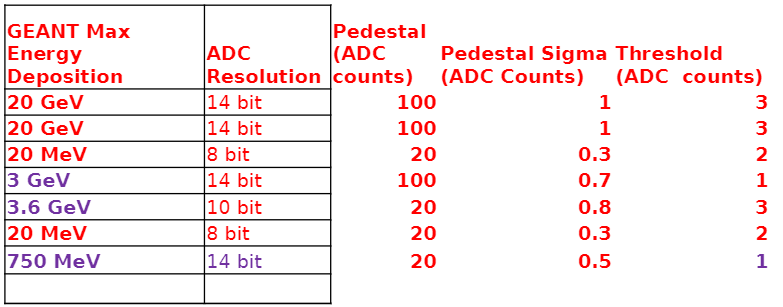 GEANT Max Energy Deposition ADC Resolution Pedestal (ADC counts) Pedestal Sigma (ADC Counts) Threshold (ADC counts)
20 GeV 14 bit 100 1 3
20 GeV 14 bit 100 1 3
20 MeV 8 bit 20 0.3 2
3 GeV 14 bit 100 0.7 1
3.6 GeV 10 bit 20 0.8 3
20 MeV 8 bit 20 0.3 2
750 MeV 14 bit 20 0.5 1